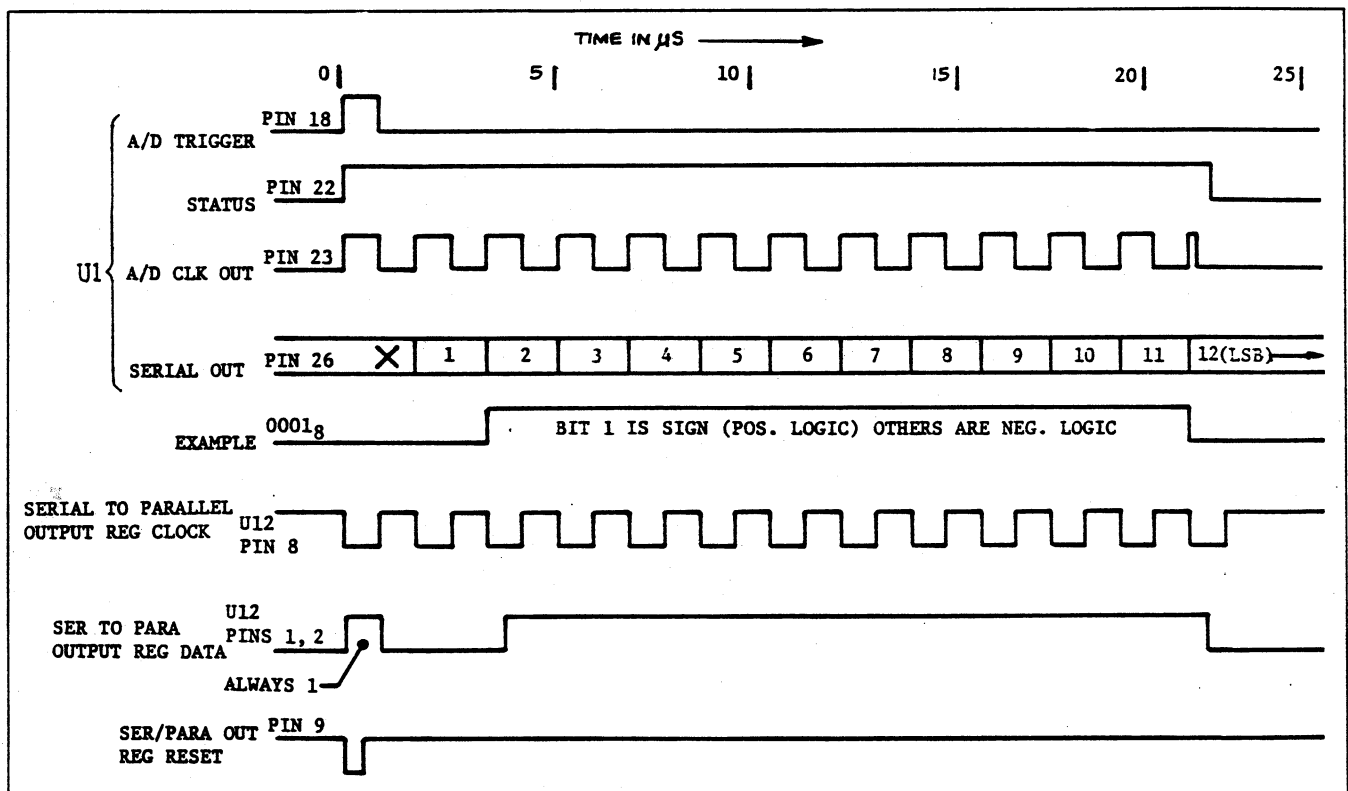 TIME IN µS
0 5 10 15 20 25
PIN 18
A/D TRIGGER
PIN 22
STATUS
U1
PIN 23
A/D CLK OUT
PIN 26
SERIAL OUT
X 1 2 3 4 5 6 7 8 9 10 11 12(LSB)
0001₈
EXAMPLE
BIT 1 IS SIGN (POS. LOGIC) OTHERS ARE NEG. LOGIC
SERIAL TO PARALLEL
OUTPUT REG CLOCK
U12
PIN 8
U12
PINS 1, 2
SER TO PARA
OUTPUT REG DATA
ALWAYS 1
PIN 9
SER/PARA OUT
REG RESET